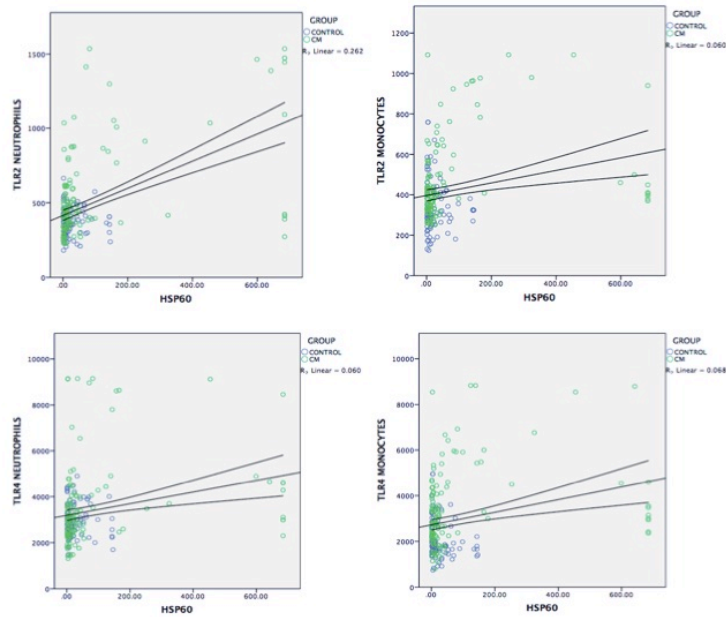 GROUP
CONTROL
CM
R, Linear = 0.262
TLR2 NEUTROPHILS
1500
1000
500
0
.00 200.00 400.00 600.00
HSP60
GROUP
CONTROL
CM
R, Linear = 0.060
TLR2 MONOCYTES
1200
1000
800
600
400
200
0
.00 200.00 400.00 600.00
HSP60
GROUP
CONTROL
CM
R, Linear = 0.060
TLR4 NEUTROPHILS
10000
8000
6000
4000
2000
0
.00 200.00 400.00 600.00
HSP60
GROUP
CONTROL
CM
R, Linear = 0.068
TLR4 MONOCYTES
10000
8000
6000
4000
2000
0
.00 200.00 400.00 600.00
HSP60